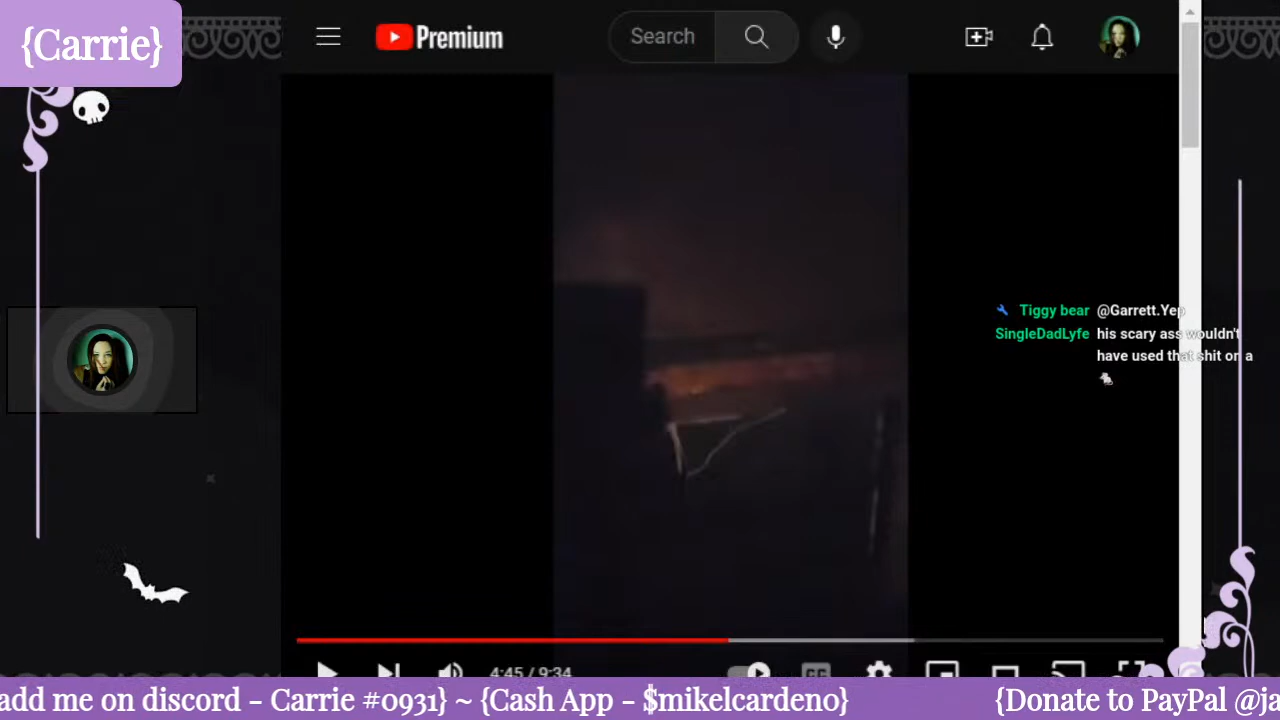 {Carrie}
Premium
Search
Tiggy bear @Garrett.Yep
SingleDadLyfe his scary ass wouldn't
have used that shit on a
4:45 / 9:34
CC
add me on discord - Carrie #0931} ~ {Cash App - $mikelcardeno} {Donate to PayPal @ja